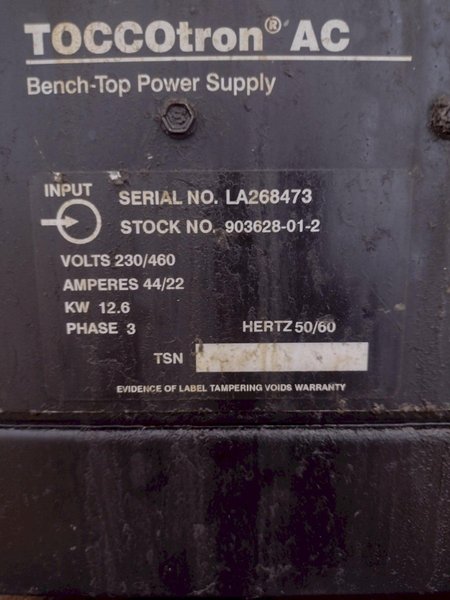 TOCCOtron® AC
Bench-Top Power Supply
INPUT
SERIAL NO. LA268473
STOCK NO. 903628-01-2
VOLTS 230/460
AMPERES 44/22
KW 12.6
PHASE 3 HERTZ 50/60
TSN
EVIDENCE OF LABEL TAMPERING VOIDS WARRANTY